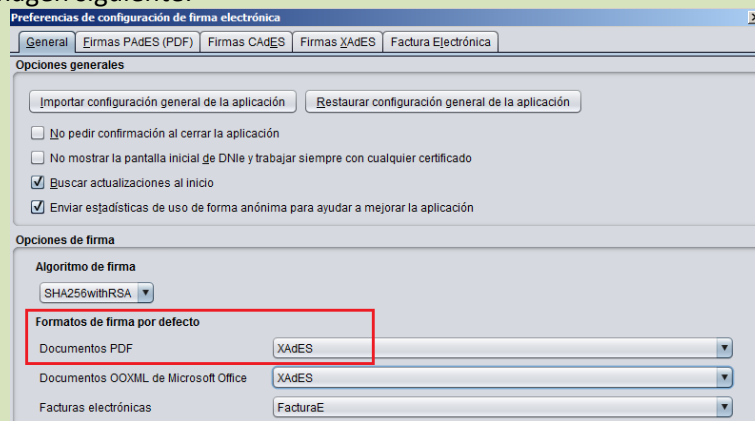 Preferencias de configuración de firma electrónica
General Firmas PAdES (PDF) Firmas CAdES Firmas XAdES Factura Electrónica
Opciones generales
Importar configuración general de la aplicación Restaurar configuración general de la aplicación
No pedir confirmación al cerrar la aplicación
No mostrar la pantalla inicial de DNIe y trabajar siempre con cualquier certificado
Buscar actualizaciones al inicio
Enviar estadísticas de uso de forma anónima para ayudar a mejorar la aplicación
Opciones de firma
Algoritmo de firma
SHA256withRSA
Formatos de firma por defecto
Documentos PDF XAdES
Documentos OOXML de Microsoft Office XAdES
Facturas electrónicas FacturaE